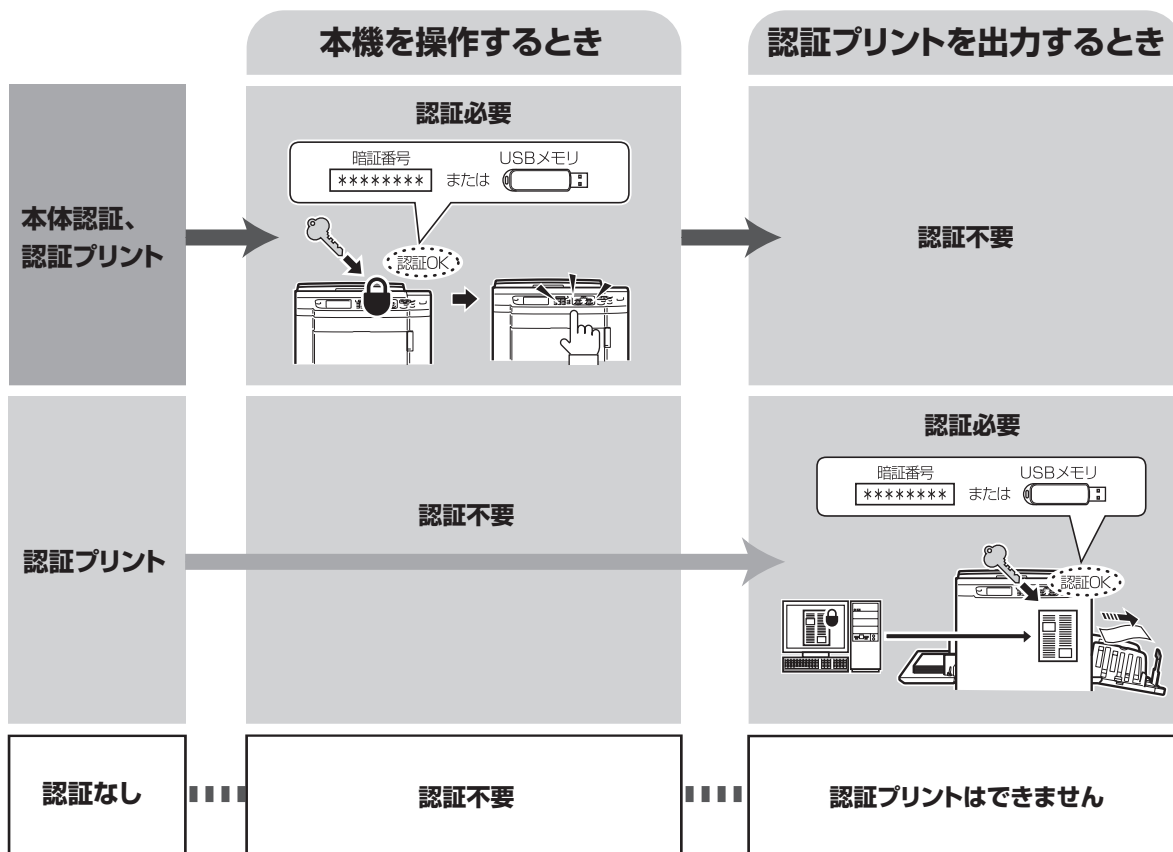 本機を操作するとき
認証プリントを出力するとき
本体認証、
認証プリント
認証必要
暗証番号
USBメモリ
********
または
認証OK
認証不要
認証プリント
認証不要
認証必要
暗証番号
USBメモリ
********
または
認証OK
認証なし
認証不要
認証プリントはできません